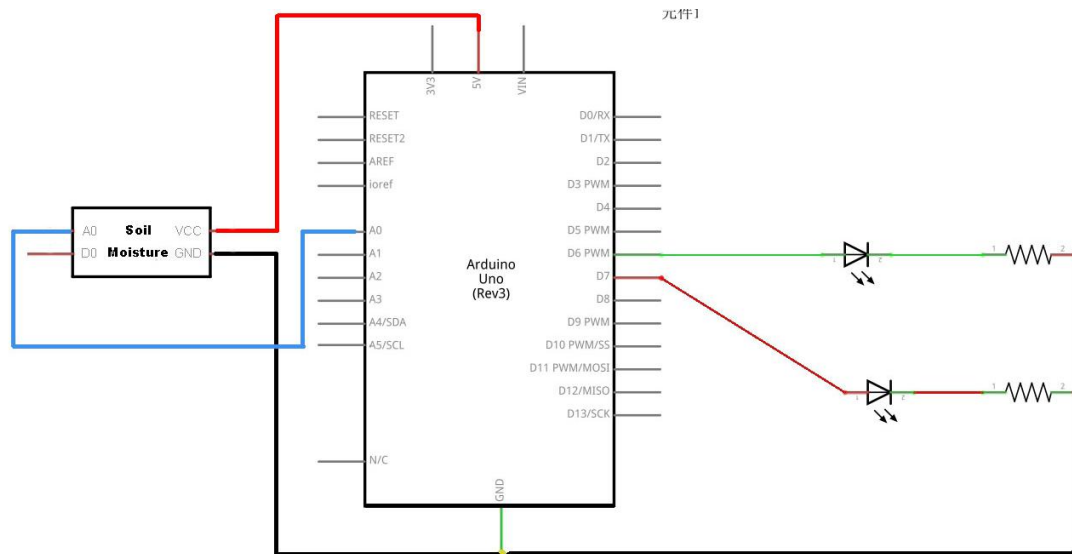 元件1
3V3
5V
VIN
RESET
RESET2
AREF
ioref
A0
A1
A2
A3
A4/SDA
A5/SCL
N/C
D0/RX
D1/TX
D2
D3 PWM
D4
D5 PWM
D6 PWM
D7
D8
D9 PWM
D10 PWM/SS
D11 PWM/MOSI
D12/MISO
D13/SCK
Arduino
Uno
(Rev3)
GND
A0 Soil VCC
D0 Moisture GND
1 2 1 2
1 2 1 2